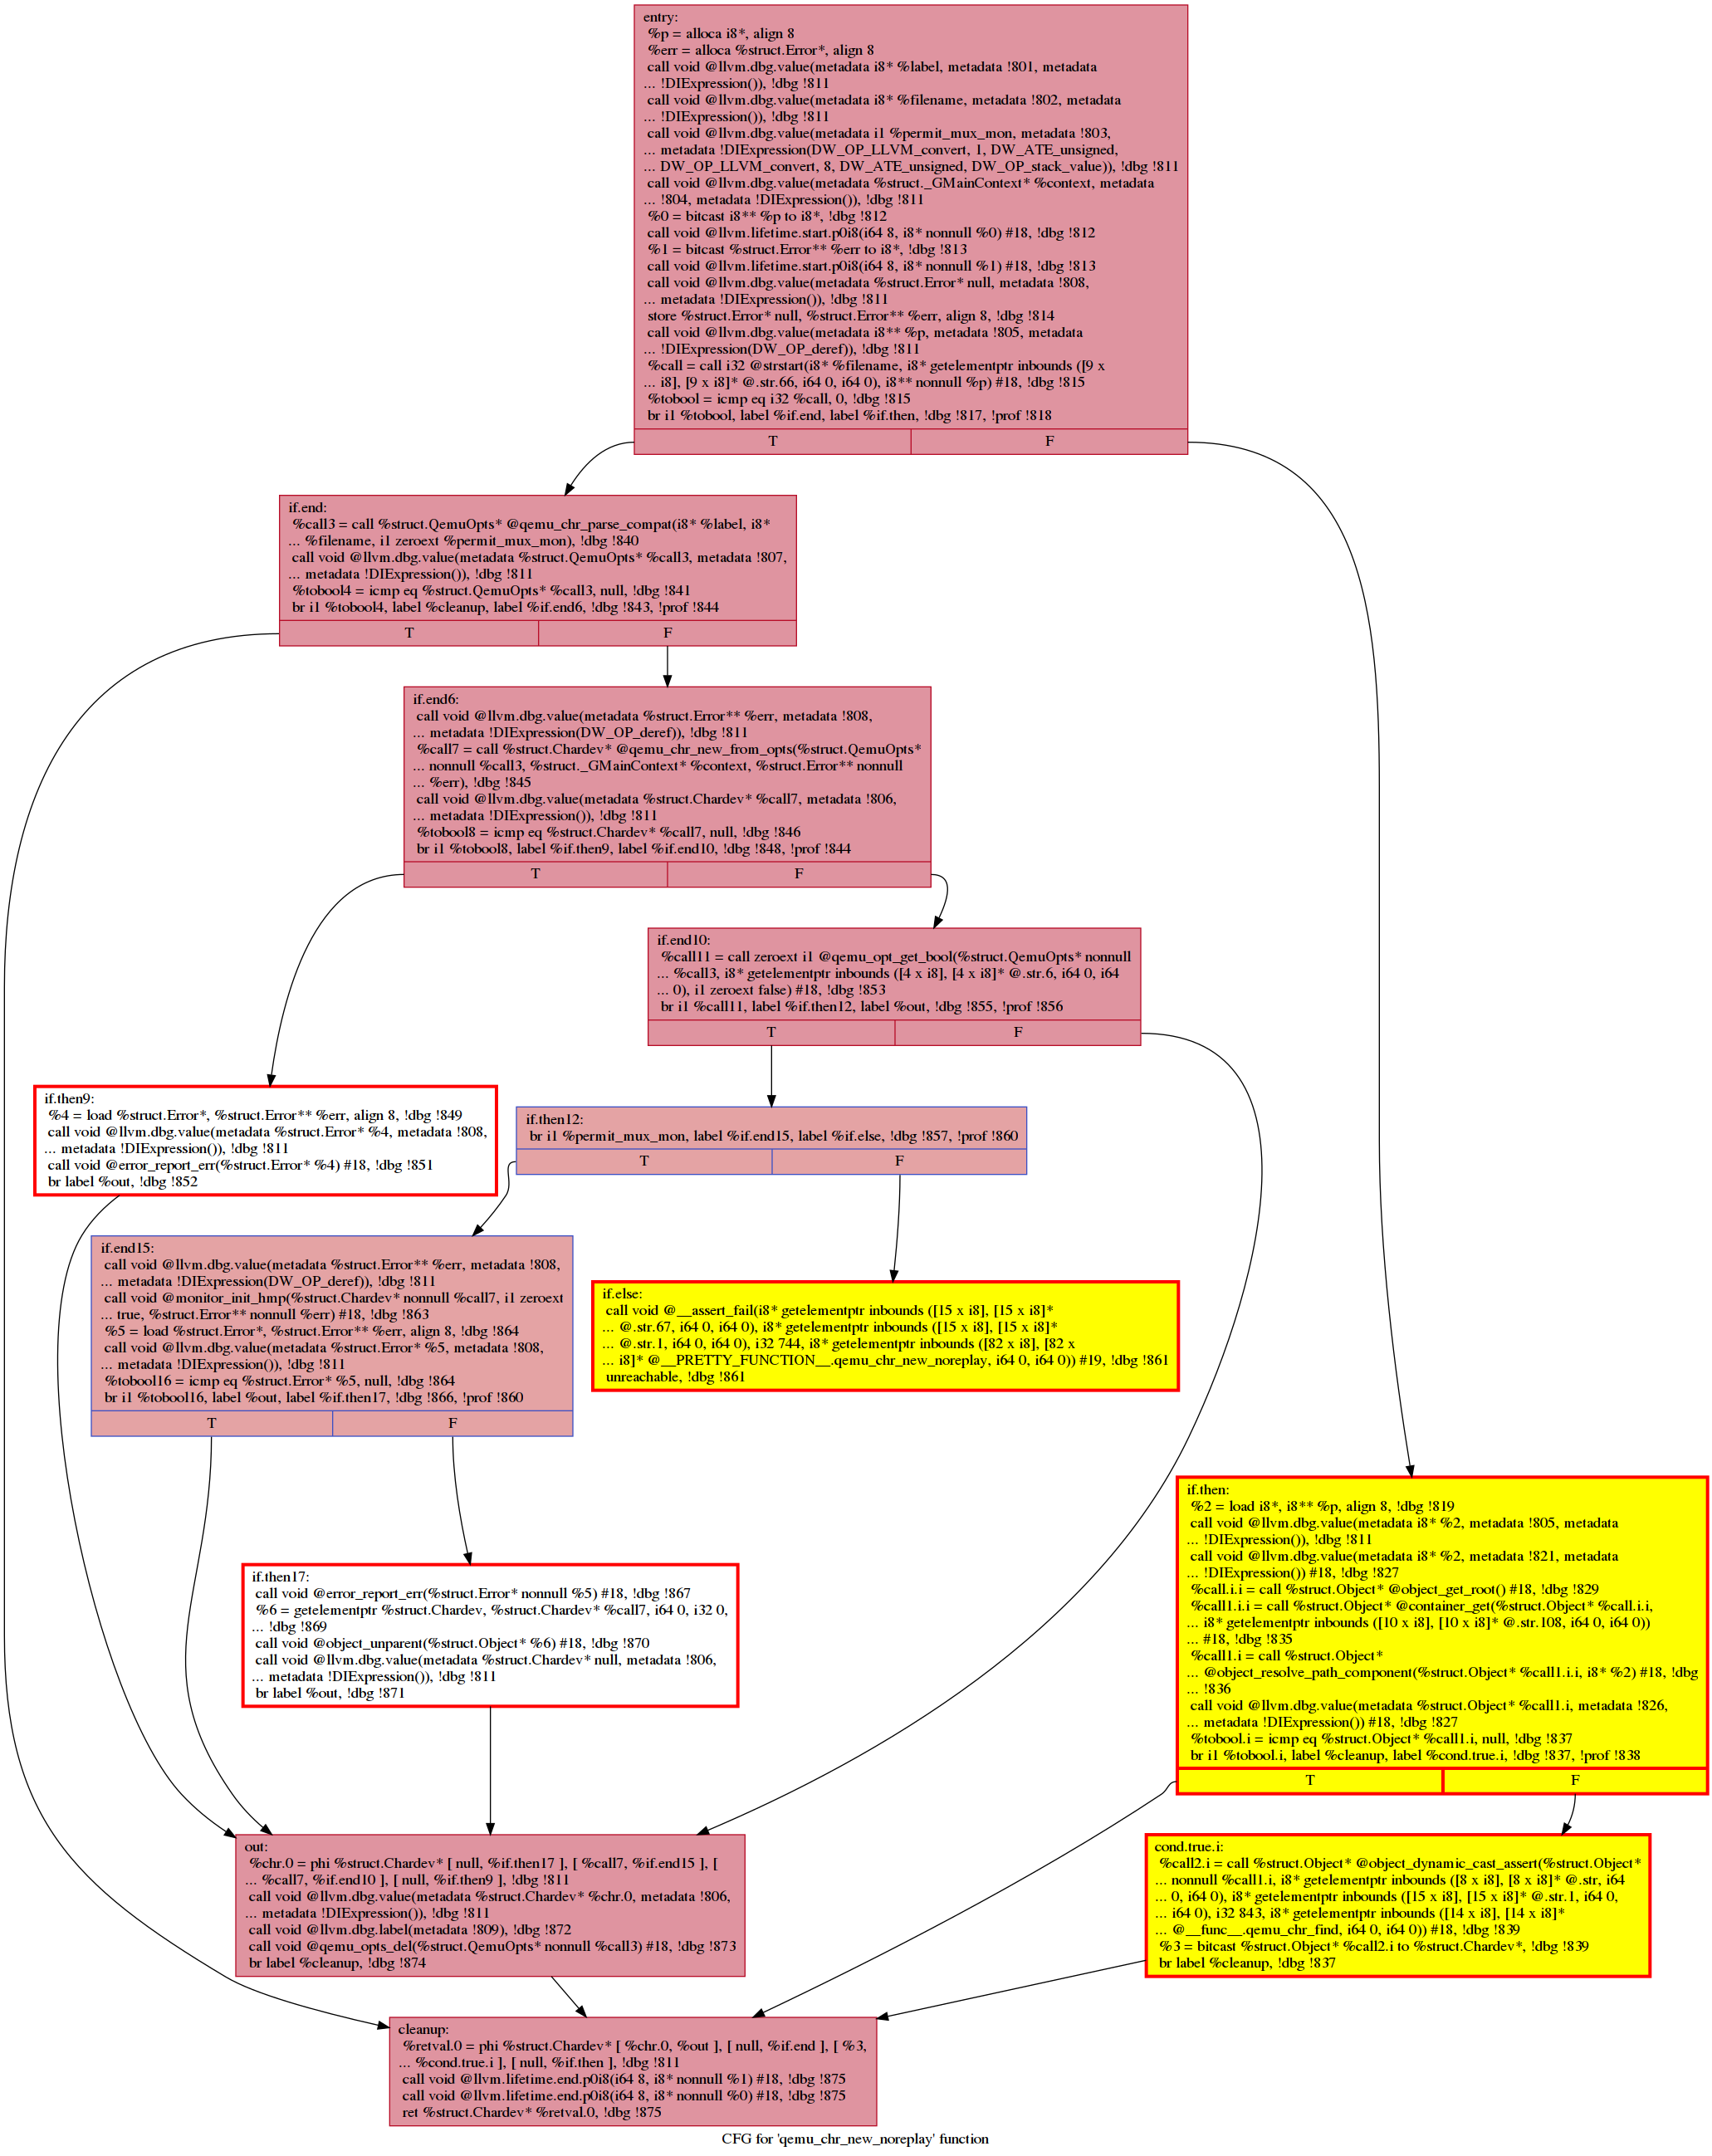 entry:
%p = alloca i8*, align 8
%err = alloca %struct.Error*, align 8
call void @llvm.dbg.value(metadata i8* %label, metadata !801, metadata
... !DIExpression()), !dbg !811
call void @llvm.dbg.value(metadata i8* %filename, metadata !802, metadata
... !DIExpression()), !dbg !811
call void @llvm.dbg.value(metadata i1 %permit_mux_mon, metadata !803,
... metadata !DIExpression(DW_OP_LLVM_convert, 1, DW_ATE_unsigned,
... DW_OP_LLVM_convert, 8, DW_ATE_unsigned, DW_OP_stack_value)), !dbg !811
call void @llvm.dbg.value(metadata %struct._GMainContext* %context, metadata
... !804, metadata !DIExpression()), !dbg !811
%0 = bitcast i8** %p to i8*, !dbg !812
call void @llvm.lifetime.start.p0i8(i64 8, i8* nonnull %0) #18, !dbg !812
%1 = bitcast %struct.Error** %err to i8*, !dbg !813
call void @llvm.lifetime.start.p0i8(i64 8, i8* nonnull %1) #18, !dbg !813
call void @llvm.dbg.value(metadata %struct.Error* null, metadata !808,
... metadata !DIExpression()), !dbg !811
store %struct.Error* null, %struct.Error** %err, align 8, !dbg !814
call void @llvm.dbg.value(metadata i8** %p, metadata !805, metadata
... !DIExpression(DW_OP_deref)), !dbg !811
%call = call i32 @strstart(i8* %filename, i8* getelementptr inbounds ([9 x
... i8], [9 x i8]* @.str.66, i64 0, i64 0), i8** nonnull %p) #18, !dbg !815
%tobool = icmp eq i32 %call, 0, !dbg !815
br i1 %tobool, label %if.end, label %if.then, !dbg !817, !prof !818
T F
if.end:
%call3 = call %struct.QemuOpts* @qemu_chr_parse_compat(i8* %label, i8*
... %filename, i1 zeroext %permit_mux_mon), !dbg !840
call void @llvm.dbg.value(metadata %struct.QemuOpts* %call3, metadata !807,
... metadata !DIExpression()), !dbg !811
%tobool4 = icmp eq %struct.QemuOpts* %call3, null, !dbg !841
br i1 %tobool4, label %cleanup, label %if.end6, !dbg !843, !prof !844
T F
if.end6:
call void @llvm.dbg.value(metadata %struct.Error** %err, metadata !808,
... metadata !DIExpression(DW_OP_deref)), !dbg !811
%call7 = call %struct.Chardev* @qemu_chr_new_from_opts(%struct.QemuOpts*
... nonnull %call3, %struct._GMainContext* %context, %struct.Error** nonnull
... %err), !dbg !845
call void @llvm.dbg.value(metadata %struct.Chardev* %call7, metadata !806,
... metadata !DIExpression()), !dbg !811
%tobool8 = icmp eq %struct.Chardev* %call7, null, !dbg !846
br i1 %tobool8, label %if.then9, label %if.end10, !dbg !848, !prof !844
T F
if.end10:
%call11 = call zeroext i1 @qemu_opt_get_bool(%struct.QemuOpts* nonnull
... %call3, i8* getelementptr inbounds ([4 x i8], [4 x i8]* @.str.6, i64 0, i64
... 0), i1 zeroext false) #18, !dbg !853
br i1 %call11, label %if.then12, label %out, !dbg !855, !prof !856
T F
if.then9:
%4 = load %struct.Error*, %struct.Error** %err, align 8, !dbg !849
call void @llvm.dbg.value(metadata %struct.Error* %4, metadata !808,
... metadata !DIExpression()), !dbg !811
call void @error_report_err(%struct.Error* %4) #18, !dbg !851
br label %out, !dbg !852
if.then12:
br i1 %permit_mux_mon, label %if.end15, label %if.else, !dbg !857, !prof !860
T F
if.end15:
call void @llvm.dbg.value(metadata %struct.Error** %err, metadata !808,
... metadata !DIExpression(DW_OP_deref)), !dbg !811
call void @monitor_init_hmp(%struct.Chardev* nonnull %call7, i1 zeroext
... true, %struct.Error** nonnull %err) #18, !dbg !863
%5 = load %struct.Error*, %struct.Error** %err, align 8, !dbg !864
call void @llvm.dbg.value(metadata %struct.Error* %5, metadata !808,
... metadata !DIExpression()), !dbg !811
%tobool16 = icmp eq %struct.Error* %5, null, !dbg !864
br i1 %tobool16, label %out, label %if.then17, !dbg !866, !prof !860
T F
if.else:
call void @__assert_fail(i8* getelementptr inbounds ([15 x i8], [15 x i8]*
... @.str.67, i64 0, i64 0), i8* getelementptr inbounds ([15 x i8], [15 x i8]*
... @.str.1, i64 0, i64 0), i32 744, i8* getelementptr inbounds ([82 x i8], [82 x
... i8]* @__PRETTY_FUNCTION__.qemu_chr_new_noreplay, i64 0, i64 0)) #19, !dbg !861
unreachable, !dbg !861
if.then:
%2 = load i8*, i8** %p, align 8, !dbg !819
call void @llvm.dbg.value(metadata i8* %2, metadata !805, metadata
... !DIExpression()), !dbg !811
call void @llvm.dbg.value(metadata i8* %2, metadata !821, metadata
... !DIExpression()) #18, !dbg !827
%call.i.i = call %struct.Object* @object_get_root() #18, !dbg !829
%call1.i.i = call %struct.Object* @container_get(%struct.Object* %call.i.i,
... i8* getelementptr inbounds ([10 x i8], [10 x i8]* @.str.108, i64 0, i64 0))
... #18, !dbg !835
%call1.i = call %struct.Object*
... @object_resolve_path_component(%struct.Object* %call1.i.i, i8* %2) #18, !dbg
... !836
call void @llvm.dbg.value(metadata %struct.Object* %call1.i, metadata !826,
... metadata !DIExpression()) #18, !dbg !827
%tobool.i = icmp eq %struct.Object* %call1.i, null, !dbg !837
br i1 %tobool.i, label %cleanup, label %cond.true.i, !dbg !837, !prof !838
T F
if.then17:
call void @error_report_err(%struct.Error* nonnull %5) #18, !dbg !867
%6 = getelementptr %struct.Chardev, %struct.Chardev* %call7, i64 0, i32 0,
... !dbg !869
call void @object_unparent(%struct.Object* %6) #18, !dbg !870
call void @llvm.dbg.value(metadata %struct.Chardev* null, metadata !806,
... metadata !DIExpression()), !dbg !811
br label %out, !dbg !871
out:
%chr.0 = phi %struct.Chardev* [ null, %if.then17 ], [ %call7, %if.end15 ], [
... %call7, %if.end10 ], [ null, %if.then9 ], !dbg !811
call void @llvm.dbg.value(metadata %struct.Chardev* %chr.0, metadata !806,
... metadata !DIExpression()), !dbg !811
call void @llvm.dbg.label(metadata !809), !dbg !872
call void @qemu_opts_del(%struct.QemuOpts* nonnull %call3) #18, !dbg !873
br label %cleanup, !dbg !874
cond.true.i:
%call2.i = call %struct.Object* @object_dynamic_cast_assert(%struct.Object*
... nonnull %call1.i, i8* getelementptr inbounds ([8 x i8], [8 x i8]* @.str, i64
... 0, i64 0), i8* getelementptr inbounds ([15 x i8], [15 x i8]* @.str.1, i64 0,
... i64 0), i32 843, i8* getelementptr inbounds ([14 x i8], [14 x i8]*
... @__func__.qemu_chr_find, i64 0, i64 0)) #18, !dbg !839
%3 = bitcast %struct.Object* %call2.i to %struct.Chardev*, !dbg !839
br label %cleanup, !dbg !837
cleanup:
%retval.0 = phi %struct.Chardev* [ %chr.0, %out ], [ null, %if.end ], [ %3,
... %cond.true.i ], [ null, %if.then ], !dbg !811
call void @llvm.lifetime.end.p0i8(i64 8, i8* nonnull %1) #18, !dbg !875
call void @llvm.lifetime.end.p0i8(i64 8, i8* nonnull %0) #18, !dbg !875
ret %struct.Chardev* %retval.0, !dbg !875
CFG for 'qemu_chr_new_noreplay' function